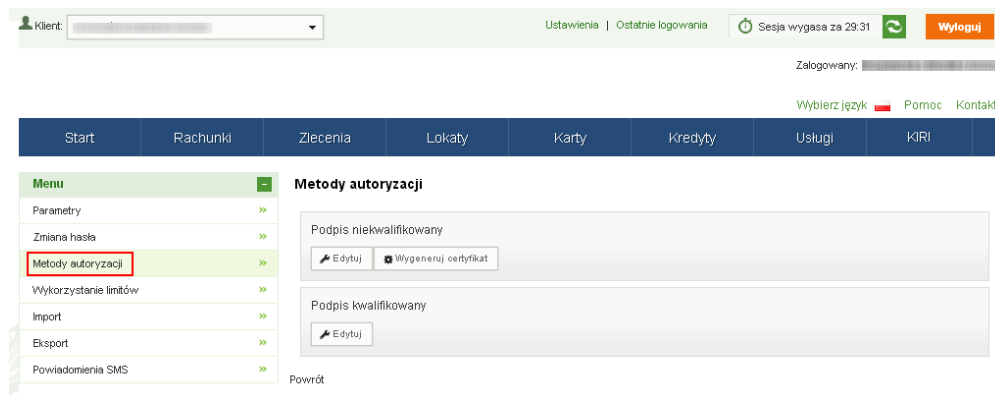 Klient:
Ustawienia | Ostatnie logowania Sesja wygasa za 29:31 Wyloguj
Zalogowany:
Wybierz język Pomoc Kontakt
Start Rachunki Zlecenia Lokaty Karty Kredyty Usługi KIRI
Menu
Parametry
Zmiana hasła
Metody autoryzacji
Wykorzystanie limitów
Import
Eksport
Powiadomienia SMS
Metody autoryzacji
Podpis niekwalifikowany
Edytuj Wygeneruj certyfikat
Podpis kwalifikowany
Edytuj
Powrót